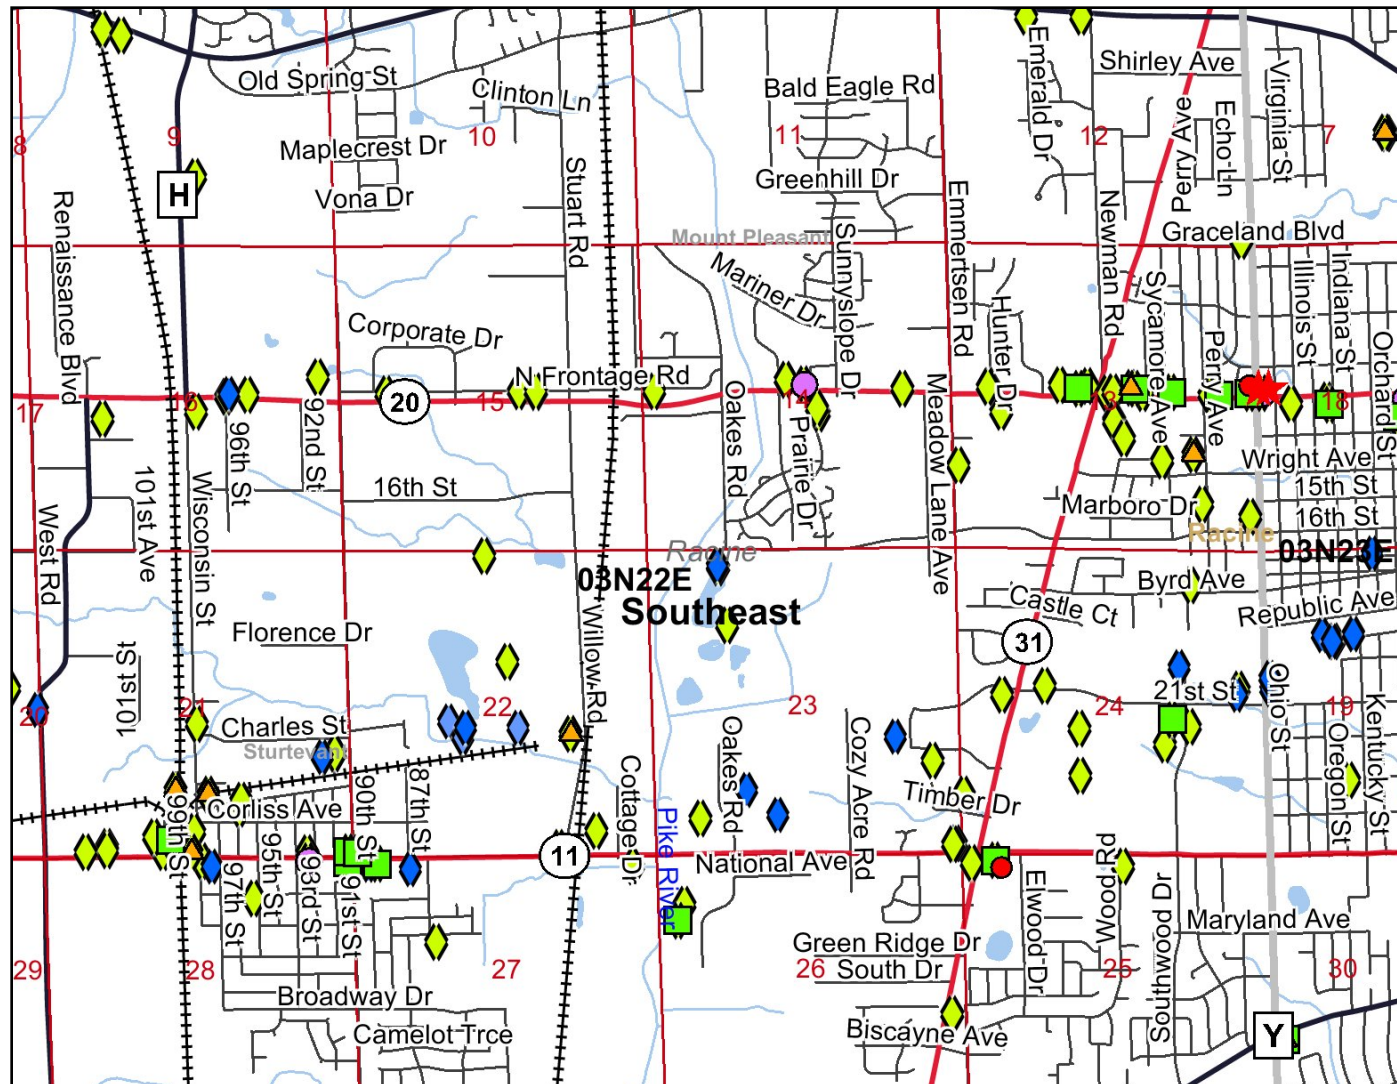 Old Spring St
Clinton Ln
Bald Eagle Rd
Emerald Dr
Shirley Ave
Virginia St
Echo Ln
Perry Ave
8
9
10
11
12
7
Maplecrest Dr
Vona Dr
Greenhill Dr
H
Stuart Rd
Renaissance Blvd
Mount Pleasant
Sunnyslope Dr
Emmertsen Rd
Newman Rd
Graceland Blvd
Mariner Dr
Hunter Dr
Sycamore Ave
Perry Ave
Illinois St
Indiana St
Orchard St
Corporate Dr
N Frontage Rd
17
16
20
15
14
18
96th St
92nd St
Oakes Rd
Prairie Dr
Meadow Lane Ave
Wright Ave
15th St
16th St
101st Ave
Wisconsin St
16th St
Marboro Dr
West Rd
Racine
Racine
03N22E
03N23E
Southeast
Byrd Ave
Castle Ct
Republic Ave
Florence Dr
Willow Rd
31
101st St
20
21
22
23
24
19
21st St
Ohio St
Kentucky St
Charles St
Sturtevant
Oakes Rd
Cozy Acre Rd
Oregon St
Corliss Ave
99th St
90th St
87th St
Cottage Dr
Timber Dr
Pike River
11
National Ave
97th St
95th St
93rd St
91st St
Elwood Dr
Wood Rd
Southwood Dr
Maryland Ave
Green Ridge Dr
29
28
27
26
South Dr
25
30
Broadway Dr
Camelot Trce
Biscayne Ave
Y